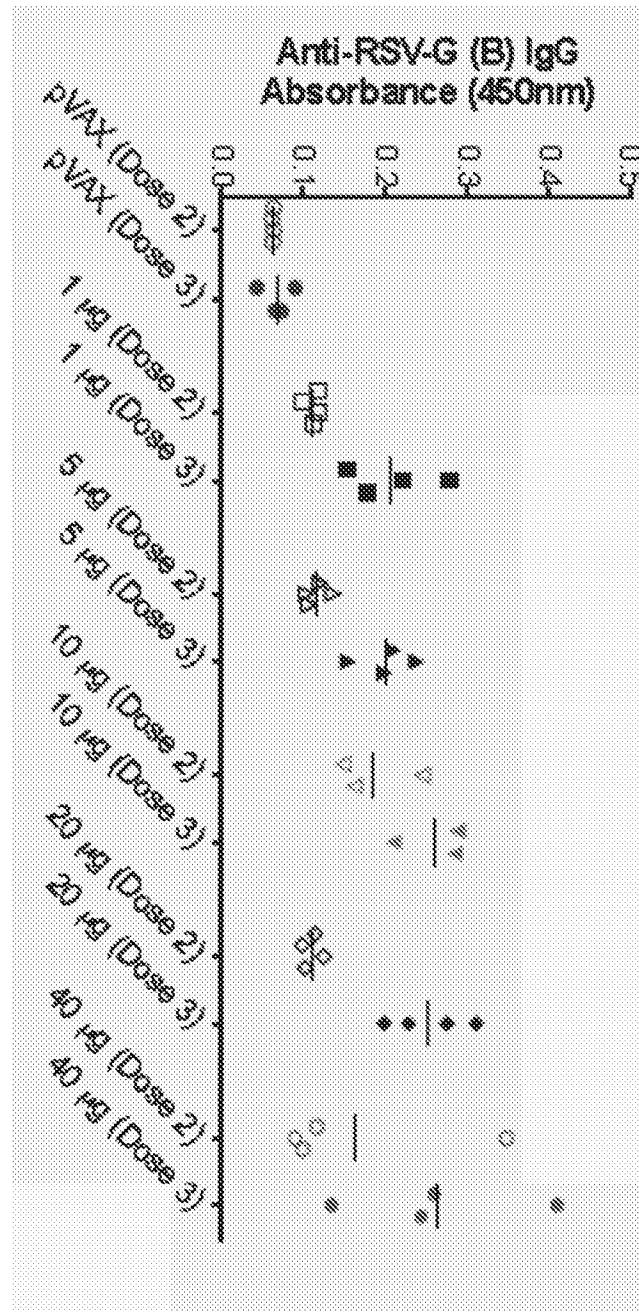 Anti-RSV-G (B) IgG
Absorbance (450nm)
0.0
0.1
0.2
0.3
0.4
0.5
pVAX (Dose 2)
pVAX (Dose 3)
1 µg (Dose 2)
1 µg (Dose 3)
5 µg (Dose 2)
5 µg (Dose 3)
10 µg (Dose 2)
10 µg (Dose 3)
20 µg (Dose 2)
20 µg (Dose 3)
40 µg (Dose 2)
40 µg (Dose 3)